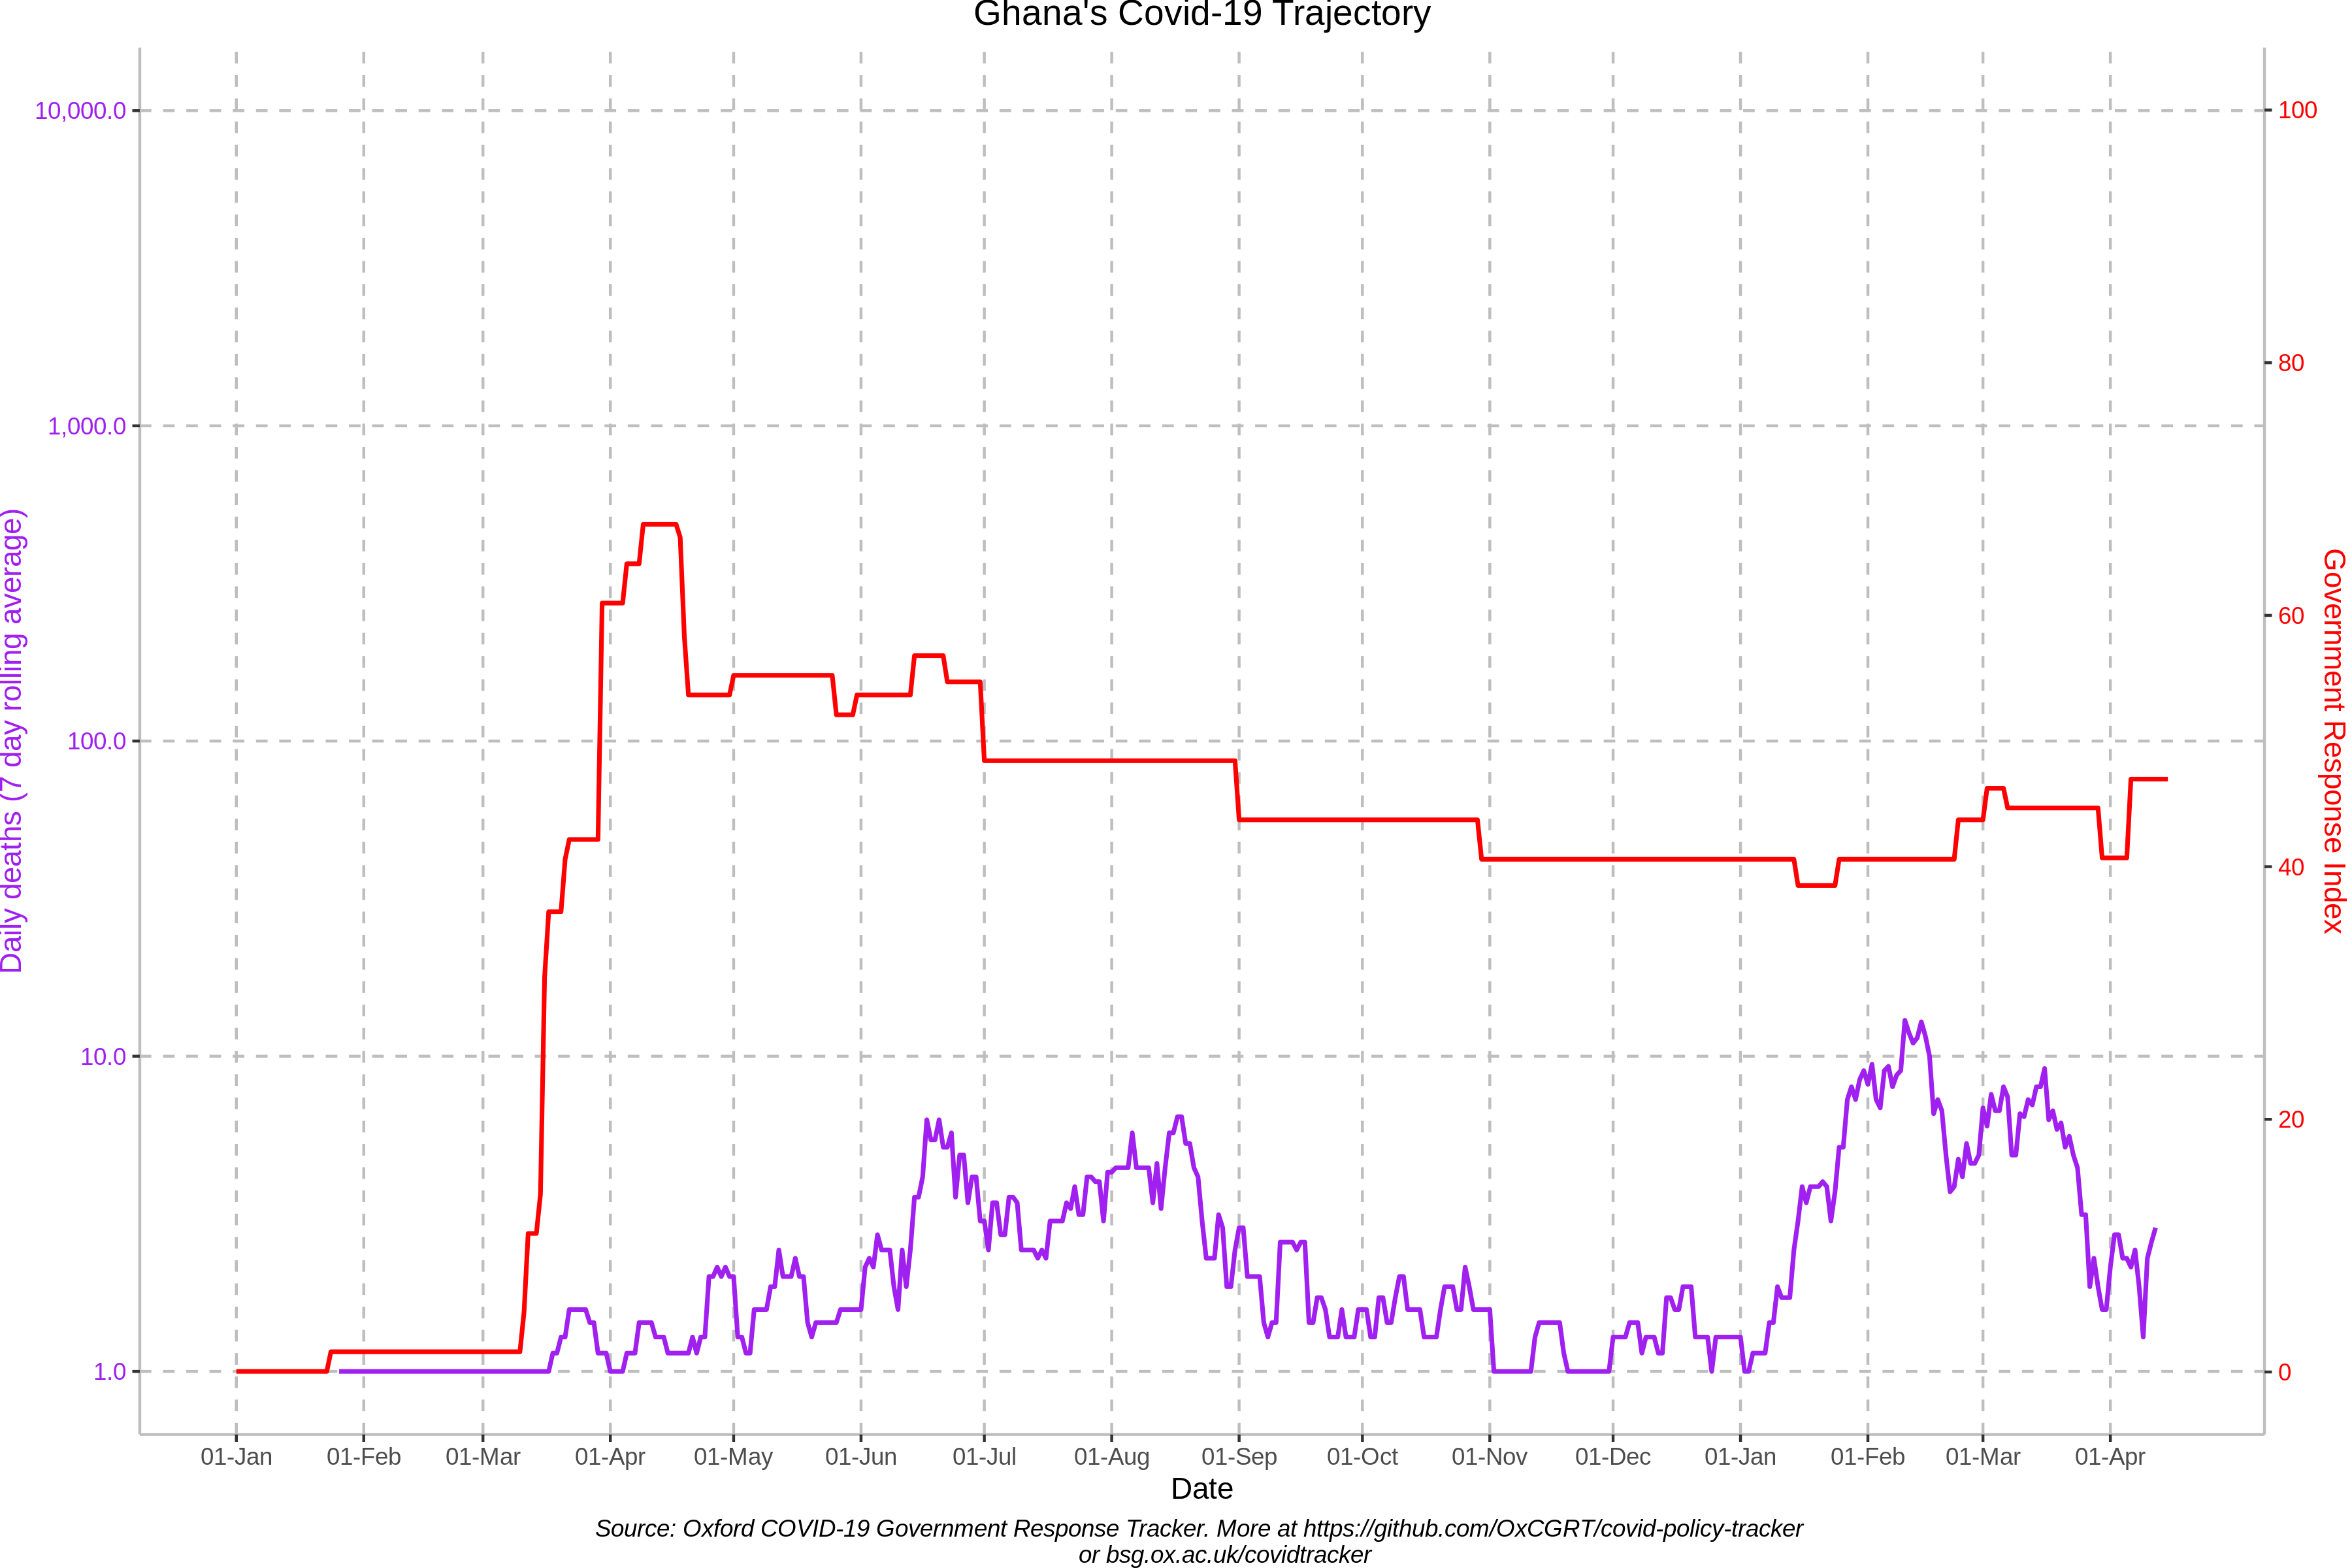 Ghana's Covid-19 Trajectory
10,000.0
1,000.0
100.0
10.0
1.0
Daily deaths (7 day rolling average)
100
80
60
40
20
0
Government Response Index
01-Jan 01-Feb 01-Mar 01-Apr 01-May 01-Jun 01-Jul 01-Aug 01-Sep 01-Oct 01-Nov 01-Dec 01-Jan 01-Feb 01-Mar 01-Apr
Date
Source: Oxford COVID-19 Government Response Tracker. More at https://github.com/OxCGRT/covid-policy-tracker
or bsg.ox.ac.uk/covidtracker